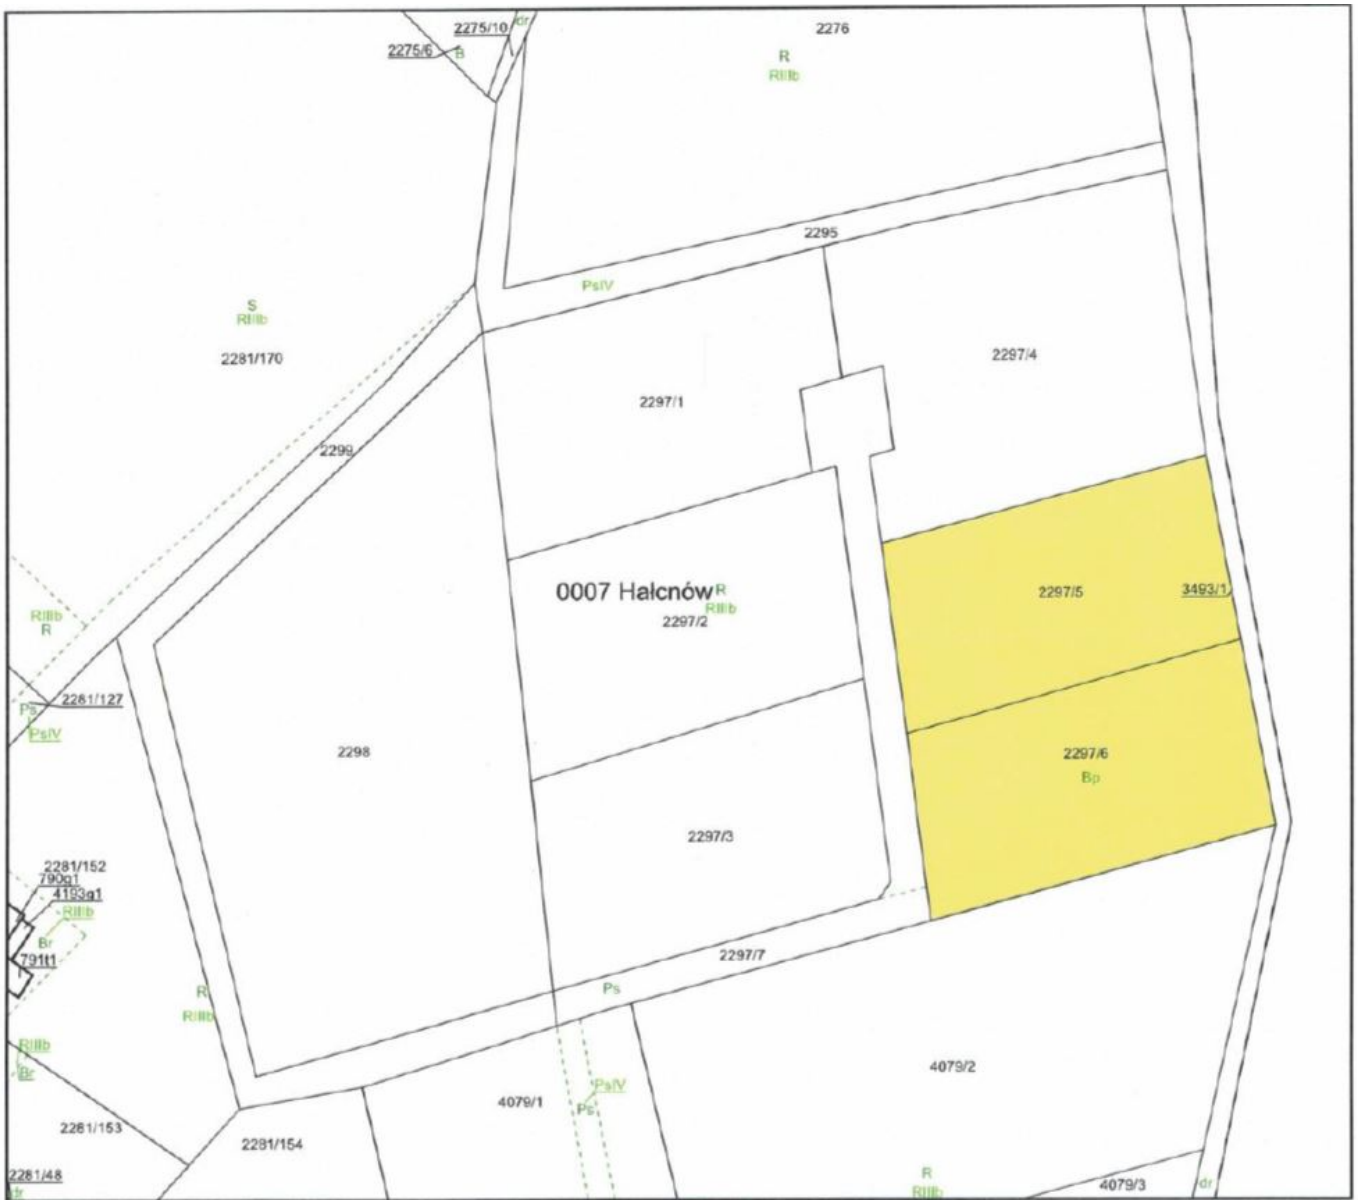 2275/10
dr
2276
2275/6
B
R
RIIIb
2295
PsIV
S
RIIIb
2281/170
2297/4
2297/1
2299
0007 Hałcnów
R
RIIIb
2297/2
2297/5
3493/1
RIIIb
R
2281/127
Ps
PsIV
2298
2297/6
Bp
2297/3
2281/152
790g1
4193g1
RIIIb
Br
791t1
2297/7
Ps
R
RIIIb
RIIIb
Br
4079/2
PsIV
Ps
4079/1
2281/153
2281/154
2281/48
dr
R
RIIIb
4079/3
dr